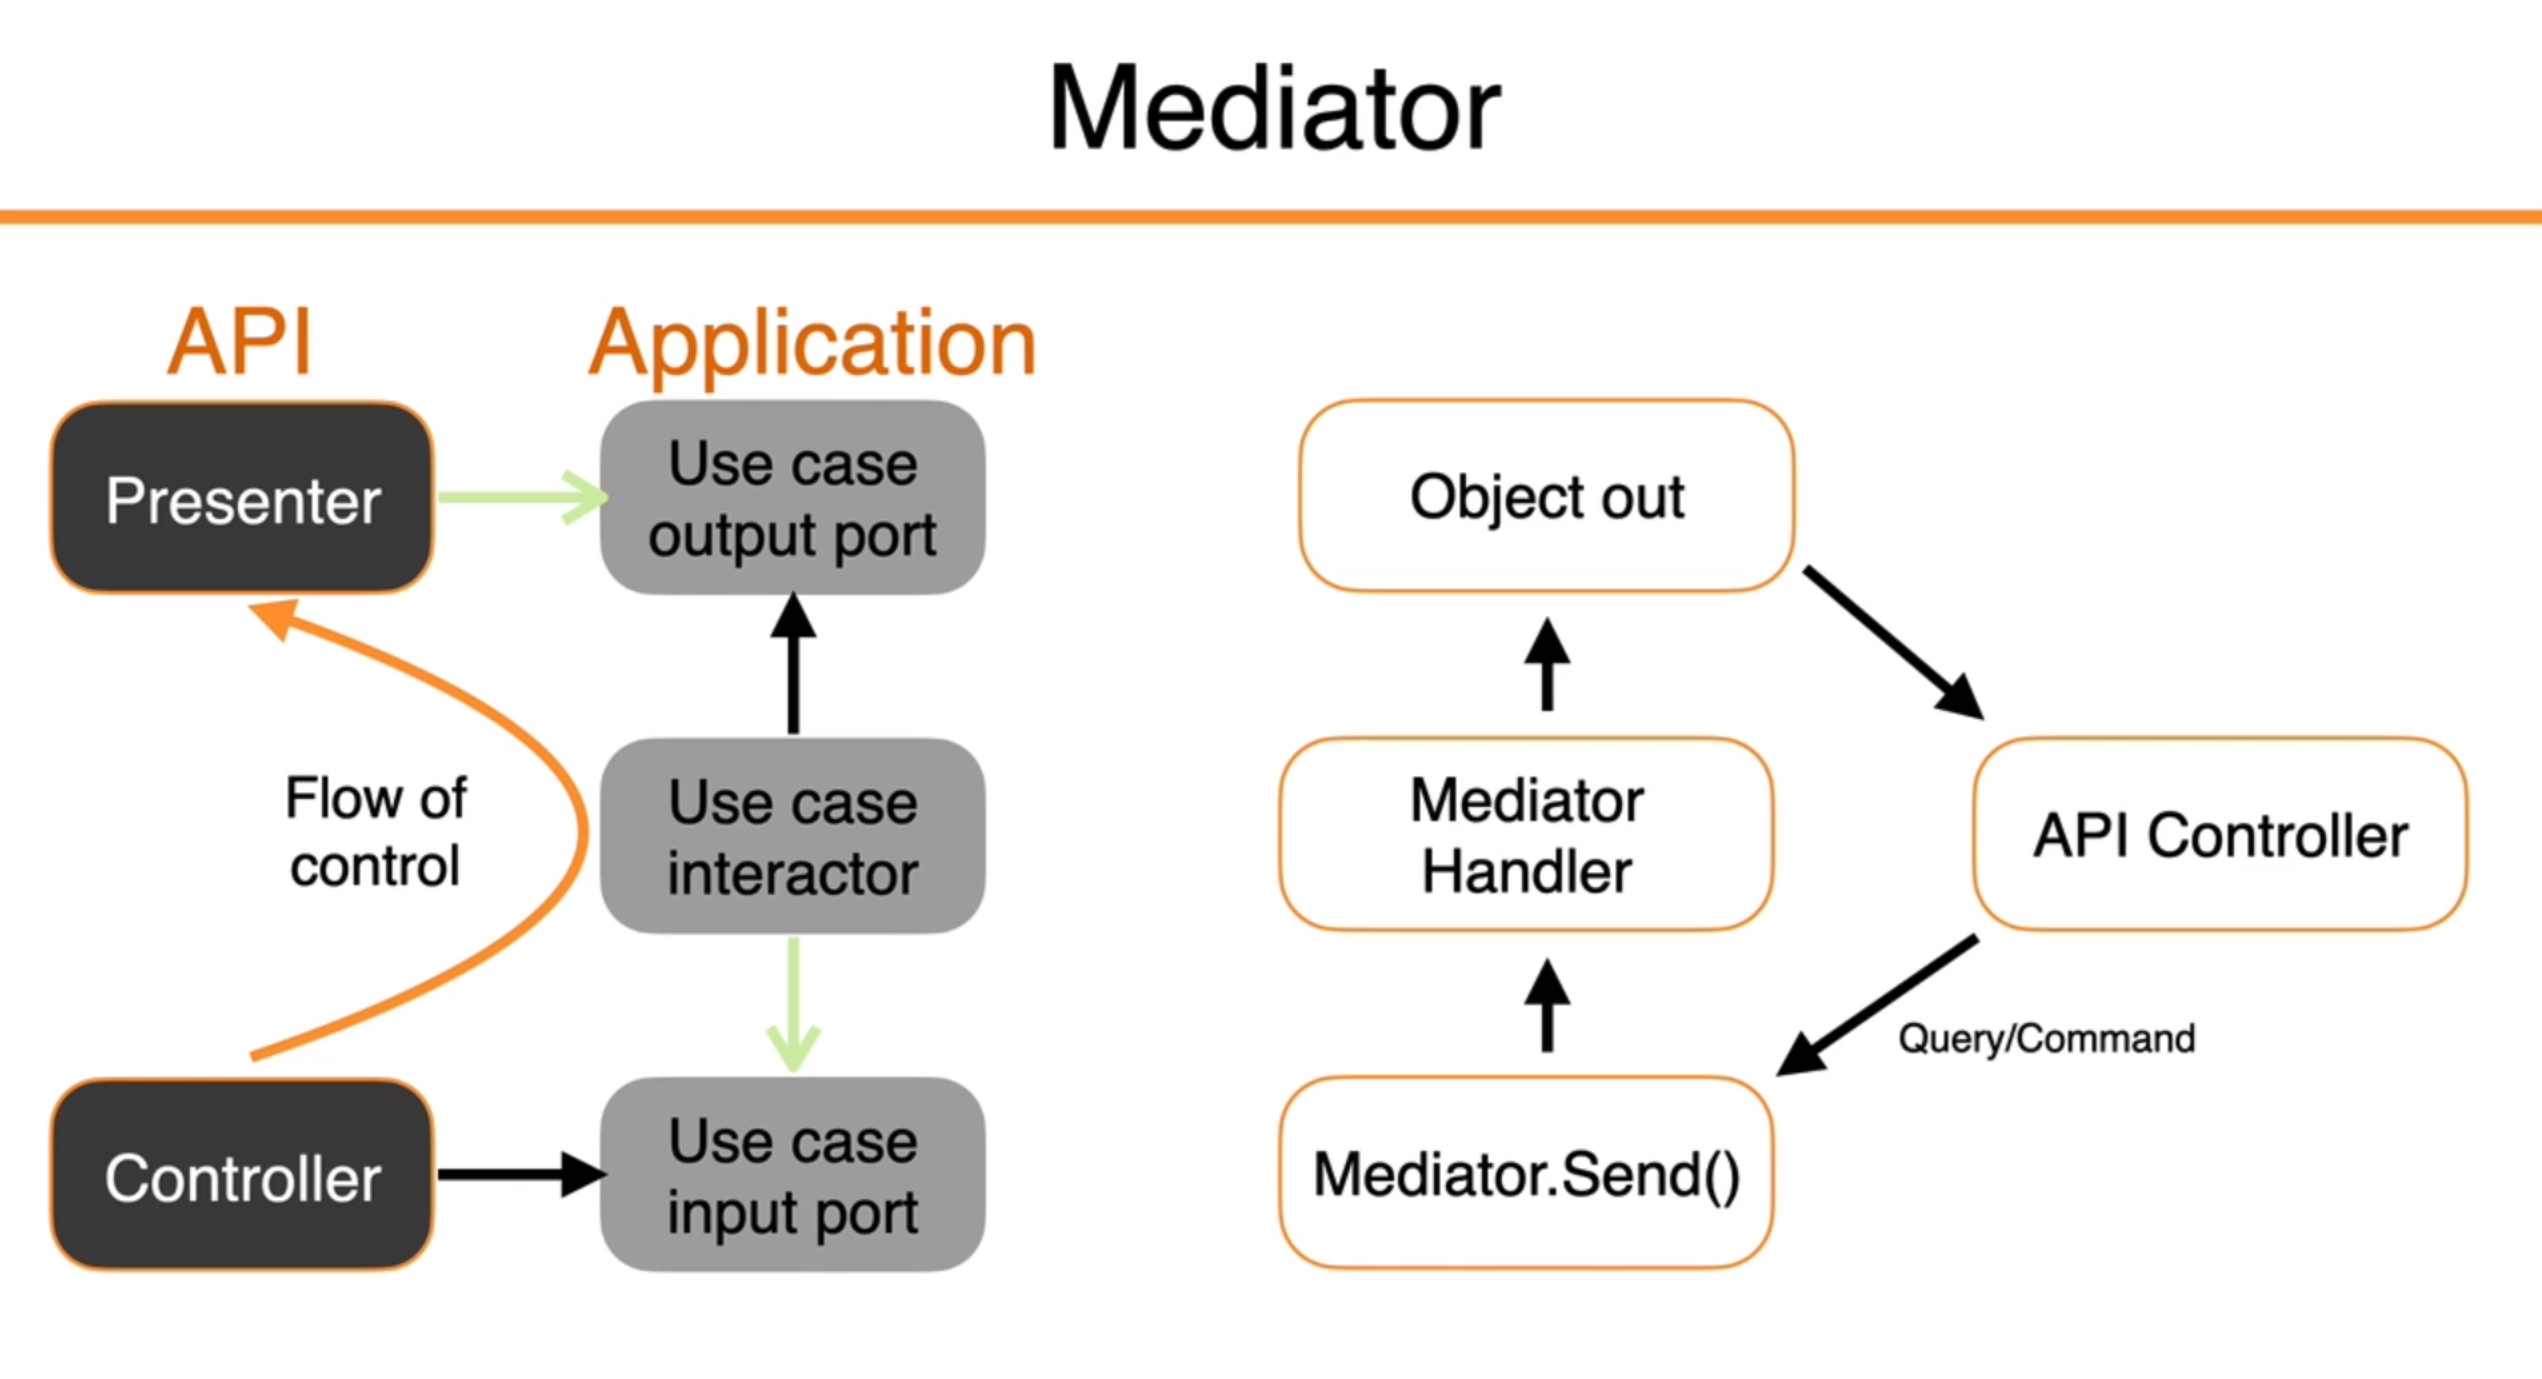 Mediator
API
Application
Presenter
Use case
output port
Flow of
control
Use case
interactor
Controller
Use case
input port
Object out
Mediator
Handler
API Controller
Query/Command
Mediator.Send()